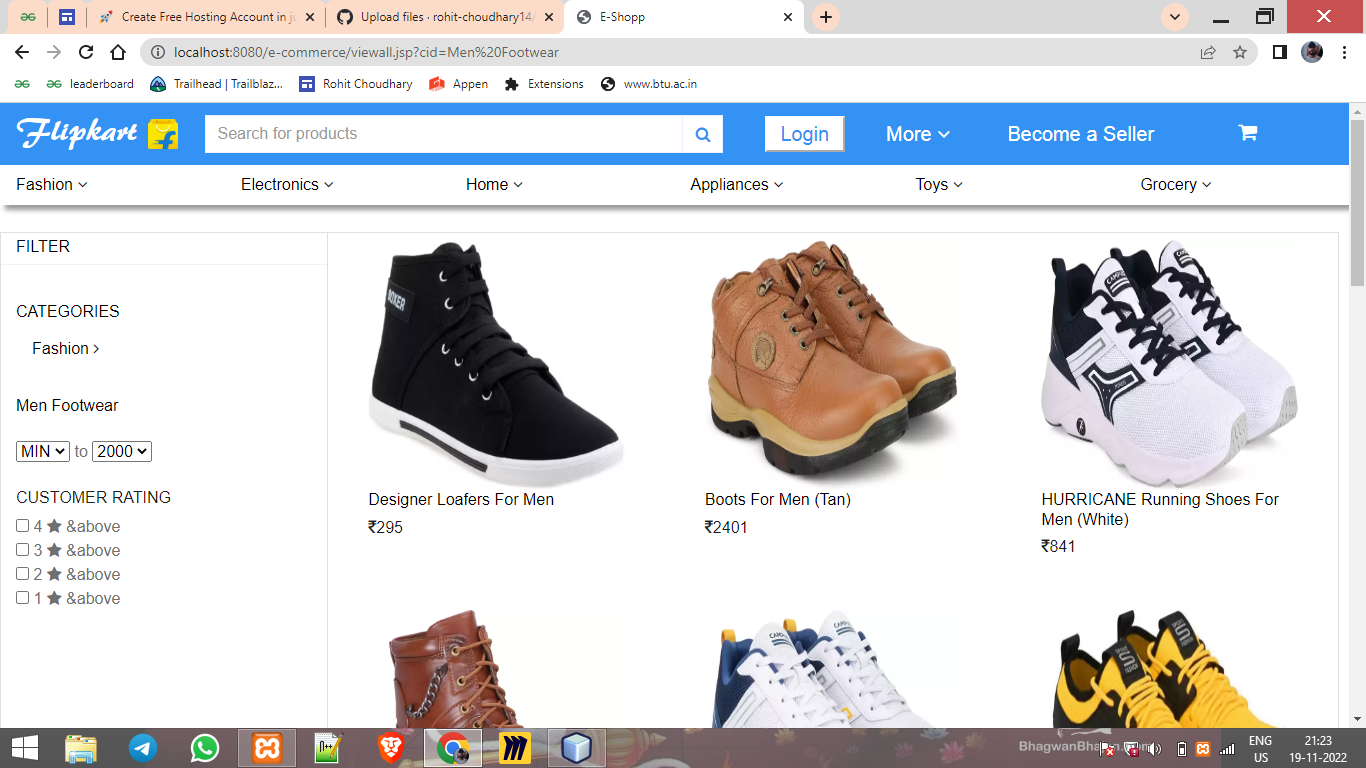 Create Free Hosting Account in ju
Upload files · rohit-choudhary14/
E-Shopp
localhost:8080/e-commerce/viewall.jsp?cid=Men%20Footwear
leaderboard
Trailhead | Trailblaz...
Rohit Choudhary
Appen
Extensions
www.btu.ac.in
Flipkart
Search for products
Login
More
Become a Seller
Fashion
Electronics
Home
Appliances
Toys
Grocery
FILTER
CATEGORIES
Fashion
Men Footwear
MIN to 2000
CUSTOMER RATING
4 ★ &above
3 ★ &above
2 ★ &above
1 ★ &above
BOXER
Designer Loafers For Men
₹295
Boots For Men (Tan)
₹2401
HURRICANE Running Shoes For
Men (White)
₹841
ENG
US
21:23
19-11-2022